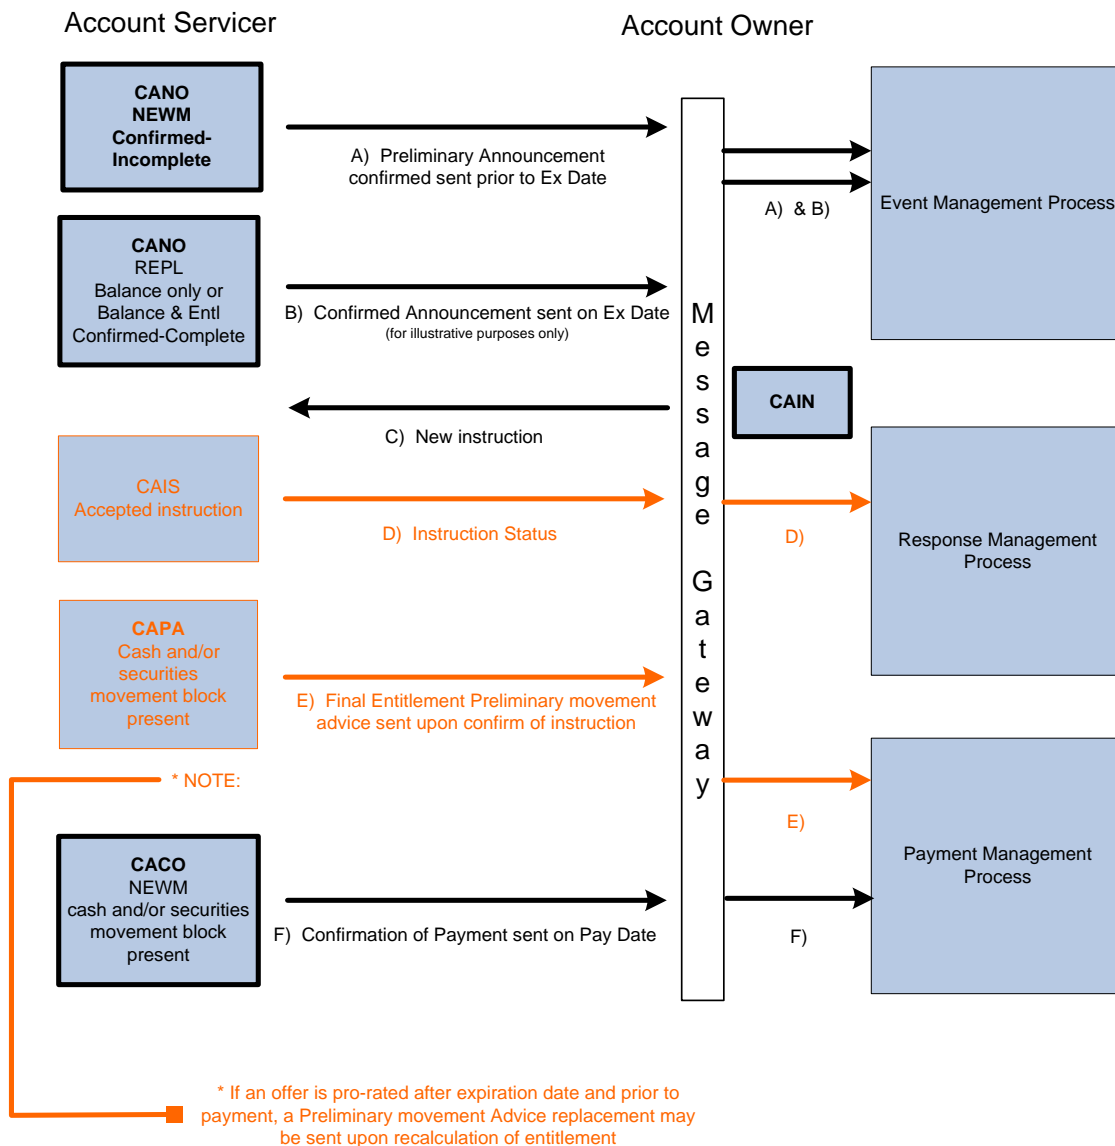 Account Servicer
Account Owner
CANO
NEWM
Confirmed-
Incomplete
A) Preliminary Announcement
confirmed sent prior to Ex Date
A) & B)
Event Management Process
CANO
REPL
Balance only or
Balance & Entl
Confirmed-Complete
B) Confirmed Announcement sent on Ex Date
(for illustrative purposes only)
Message Gateway
CAIN
C) New instruction
CAIS
Accepted instruction
D) Instruction Status
D)
Response Management
Process
CAPA
Cash and/or
securities
movement block
present
E) Final Entitlement Preliminary movement
advice sent upon confirm of instruction
* NOTE:
E)
Payment Management
Process
CACO
NEWM
cash and/or securities
movement block
present
F) Confirmation of Payment sent on Pay Date
F)
* If an offer is pro-rated after expiration date and prior to
payment, a Preliminary movement Advice replacement may
be sent upon recalculation of entitlement